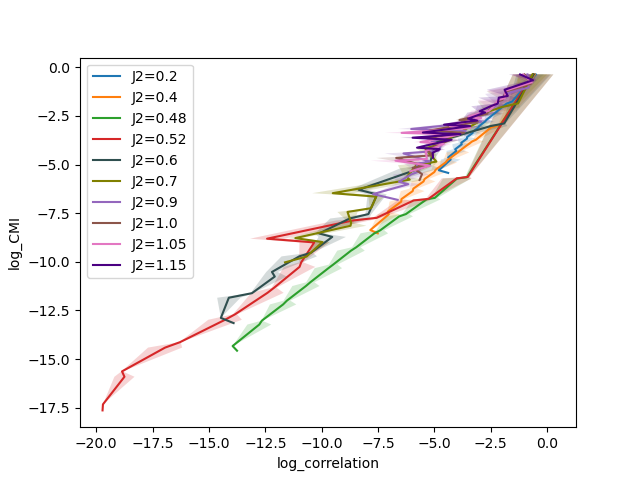 0.0
−2.5
−5.0
−7.5
−10.0
−12.5
−15.0
−17.5
log_CMI
J2=0.2
J2=0.4
J2=0.48
J2=0.52
J2=0.6
J2=0.7
J2=0.9
J2=1.0
J2=1.05
J2=1.15
−20.0 −17.5 −15.0 −12.5 −10.0 −7.5 −5.0 −2.5 0.0
log_correlation